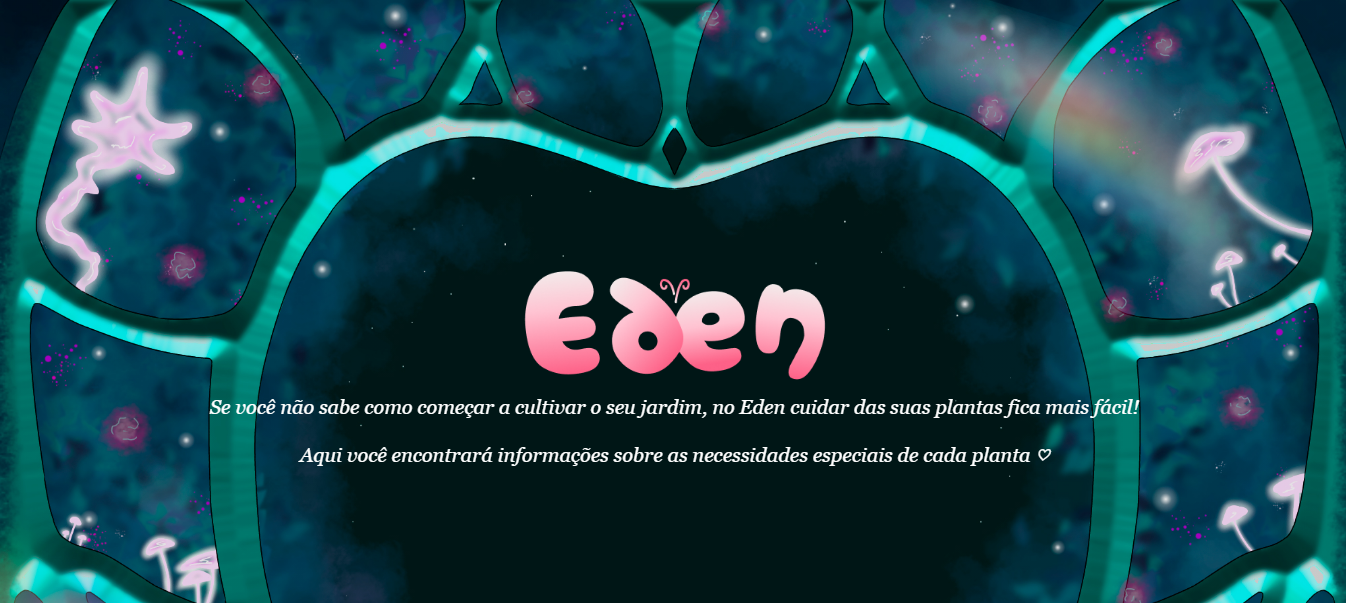 Eden
Se você não sabe como começar a cultivar o seu jardim, no Eden cuidar das suas plantas fica mais fácil!
Aqui você encontrará informações sobre as necessidades especiais de cada planta ♡